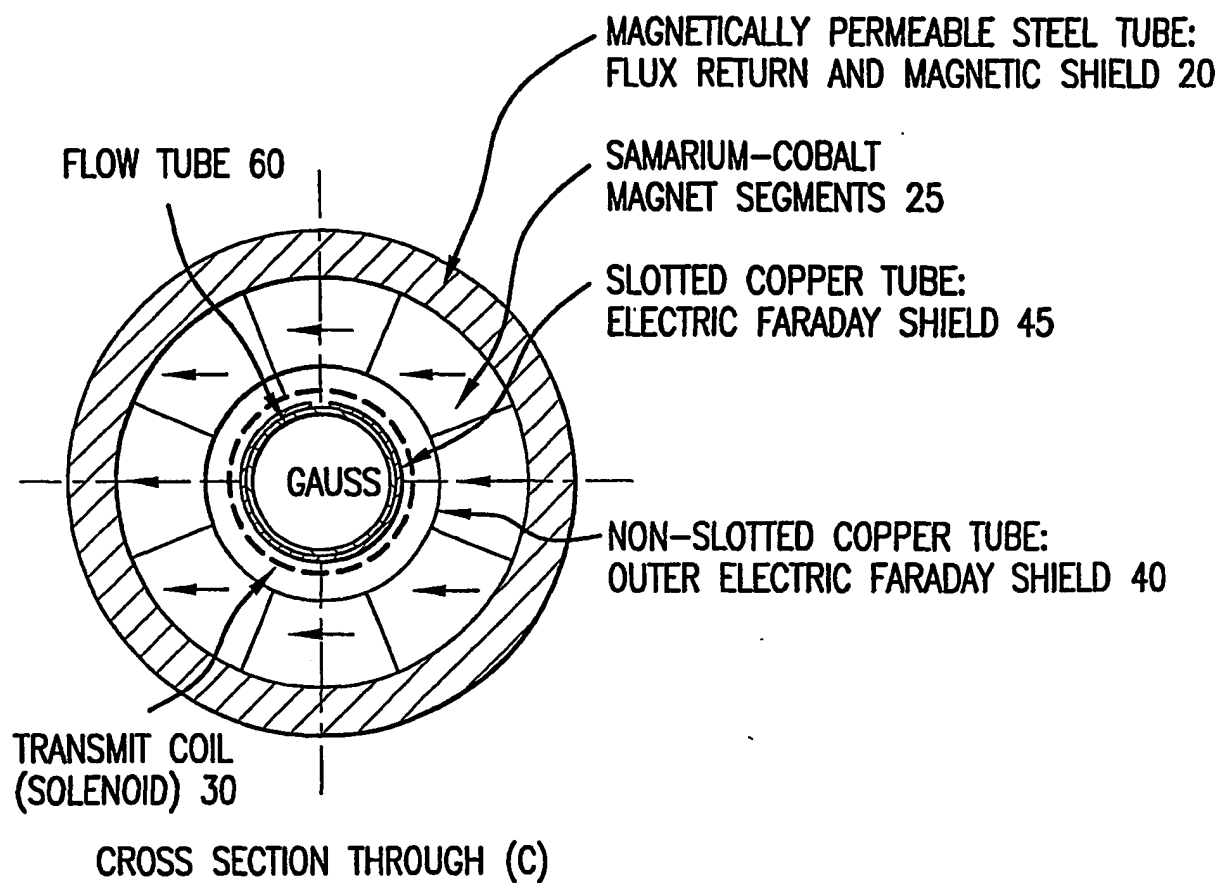 MAGNETICALLY PERMEABLE STEEL TUBE:
FLUX RETURN AND MAGNETIC SHIELD 20
FLOW TUBE 60
SAMARIUM-COBALT
MAGNET SEGMENTS 25
SLOTTED COPPER TUBE:
ELECTRIC FARADAY SHIELD 45
GAUSS
NON-SLOTTED COPPER TUBE:
OUTER ELECTRIC FARADAY SHIELD 40
TRANSMIT COIL
(SOLENOID) 30
CROSS SECTION THROUGH (C)